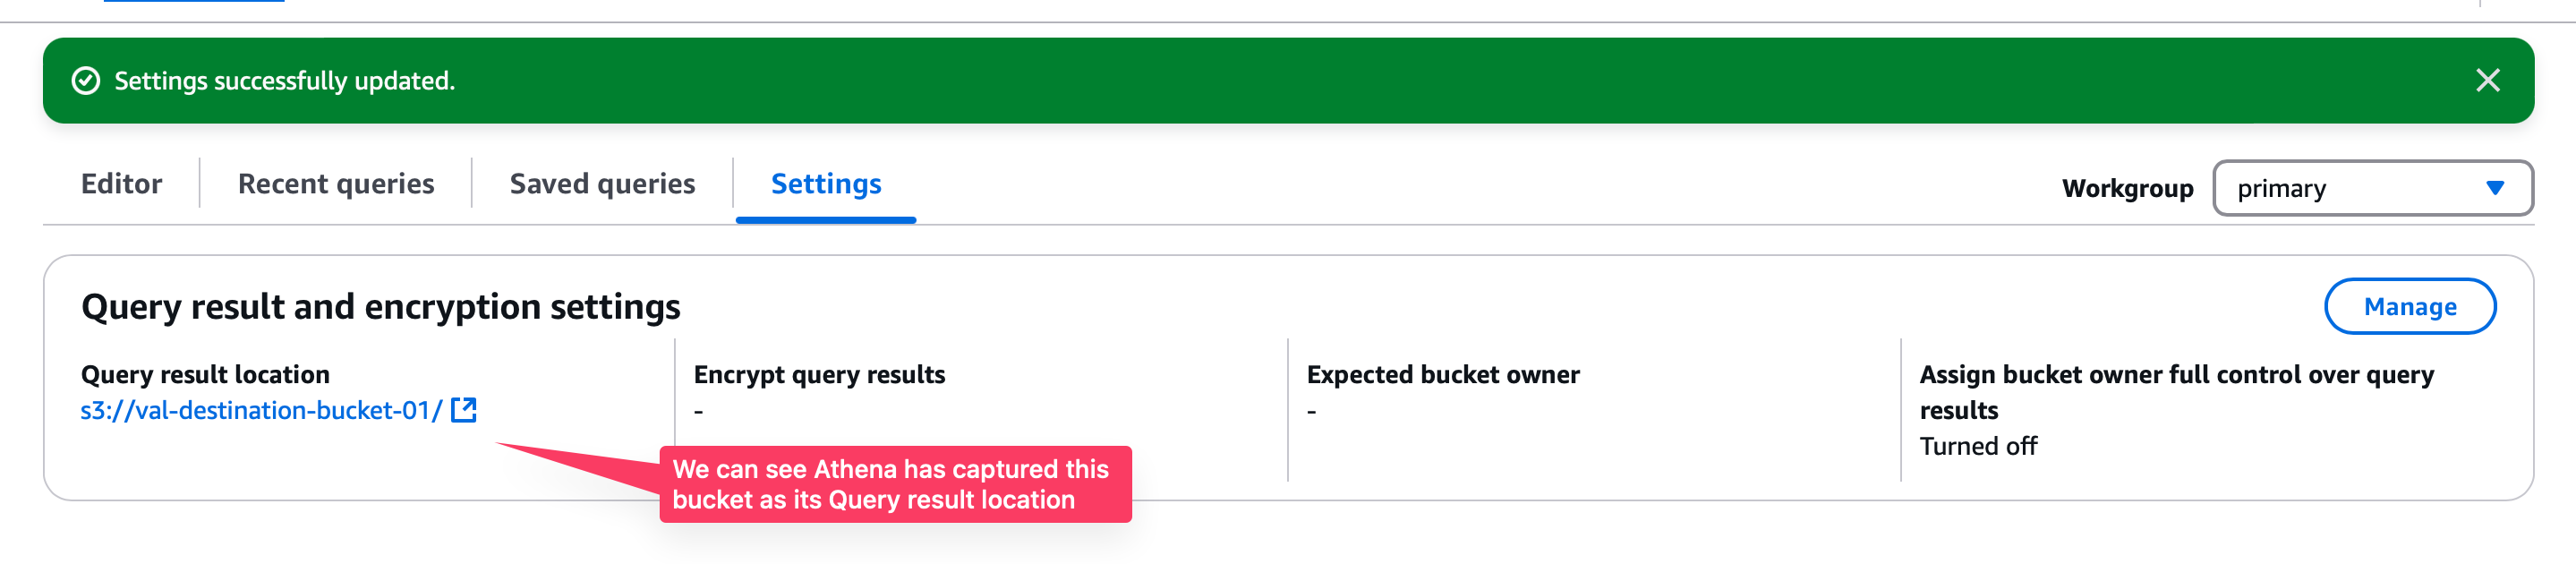 Settings successfully updated.
Editor
Recent queries
Saved queries
Settings
Workgroup
primary
Query result and encryption settings
Manage
Query result location
s3://val-destination-bucket-01/
Encrypt query results
-
Expected bucket owner
-
Assign bucket owner full control over query
results
Turned off
We can see Athena has captured this
bucket as its Query result location